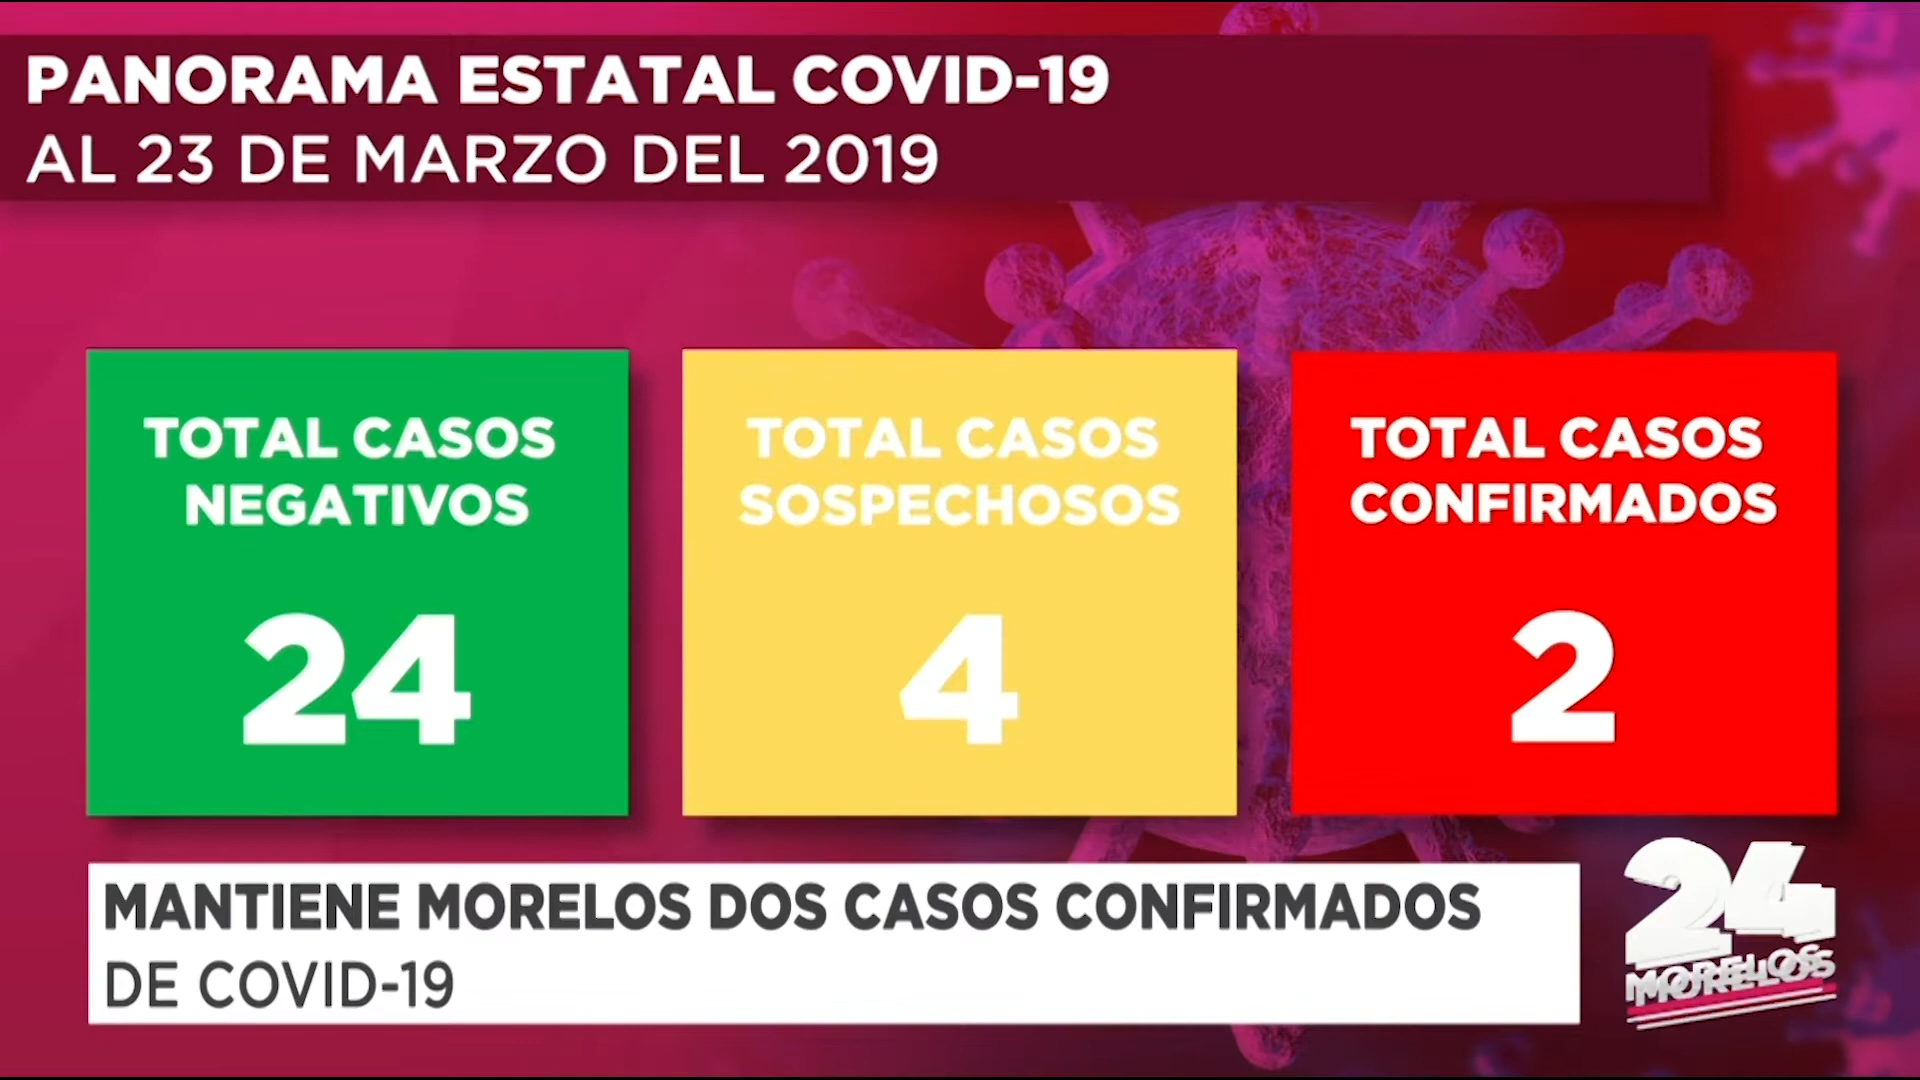 PANORAMA ESTATAL COVID-19
AL 23 DE MARZO DEL 2019
TOTAL CASOS
NEGATIVOS
24
TOTAL CASOS
SOSPECHOSOS
4
TOTAL CASOS
CONFIRMADOS
2
MANTIENE MORELOS DOS CASOS CONFIRMADOS
DE COVID-19
24
MORELOS